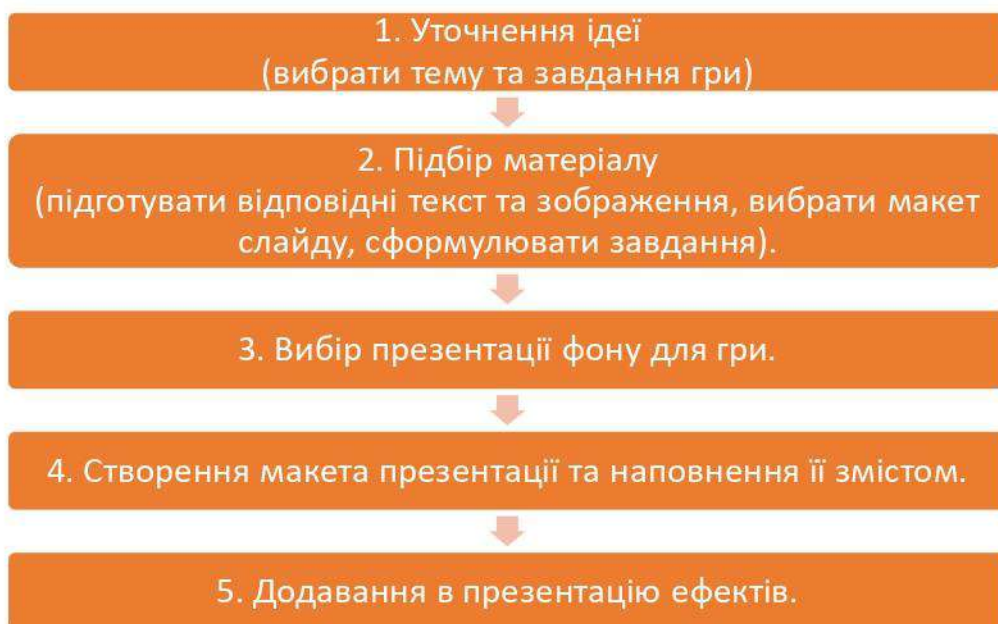 1. Уточнення ідеї
(вибрати тему та завдання гри)
2. Підбір матеріалу
(підготувати відповідні текст та зображення, вибрати макет
слайду, сформулювати завдання).
3. Вибір презентації фону для гри.
4. Створення макета презентації та наповнення її змістом.
5. Додавання в презентацію ефектів.